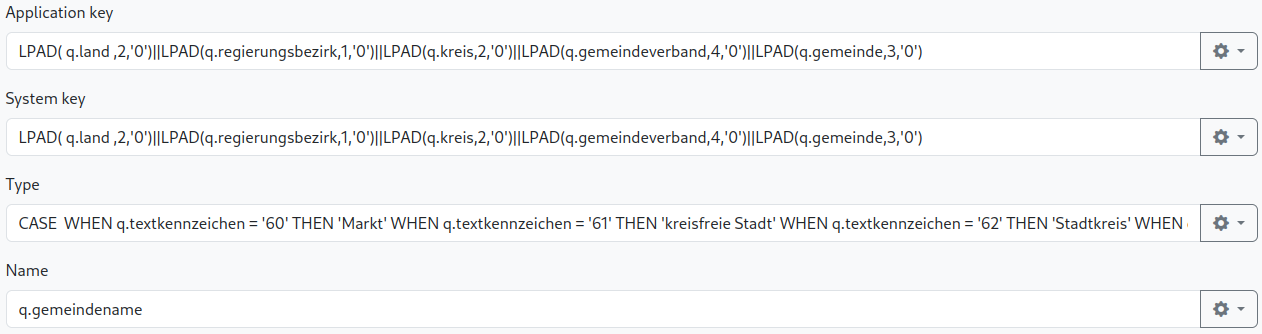 Application key
LPAD( q.land ,2,'0')||LPAD(q.regierungsbezirk,1,'0')||LPAD(q.kreis,2,'0')||LPAD(q.gemeindeverband,4,'0')||LPAD(q.gemeinde,3,'0')
System key
LPAD( q.land ,2,'0')||LPAD(q.regierungsbezirk,1,'0')||LPAD(q.kreis,2,'0')||LPAD(q.gemeindeverband,4,'0')||LPAD(q.gemeinde,3,'0')
Type
CASE  WHEN q.textkennzeichen = '60' THEN 'Markt' WHEN q.textkennzeichen = '61' THEN 'kreisfreie Stadt' WHEN q.textkennzeichen = '62' THEN 'Stadtkreis' WHEN
Name
q.gemeindename